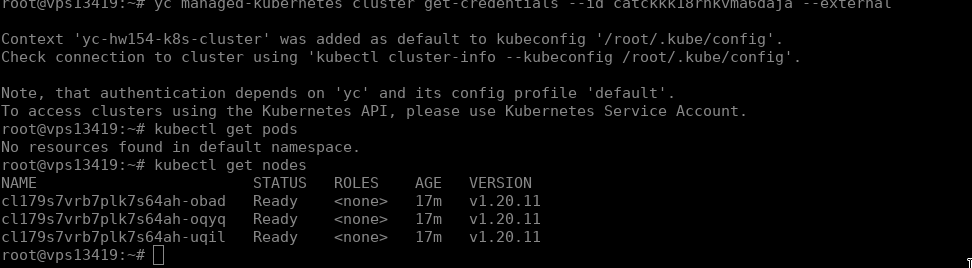 root@vps13419:~# yc managed-kubernetes cluster get-credentials --id catckkk18rhkvma6daja --external
Context 'yc-hw154-k8s-cluster' was added as default to kubeconfig '/root/.kube/config'.
Check connection to cluster using 'kubectl cluster-info --kubeconfig /root/.kube/config'.
Note, that authentication depends on 'yc' and its config profile 'default'.
To access clusters using the Kubernetes API, please use Kubernetes Service Account.
root@vps13419:~# kubectl get pods
No resources found in default namespace.
root@vps13419:~# kubectl get nodes
NAME STATUS ROLES AGE VERSION
cl179s7vrb7plk7s64ah-obad Ready <none> 17m v1.20.11
cl179s7vrb7plk7s64ah-oqyq Ready <none> 17m v1.20.11
cl179s7vrb7plk7s64ah-uqil Ready <none> 17m v1.20.11
root@vps13419:~#